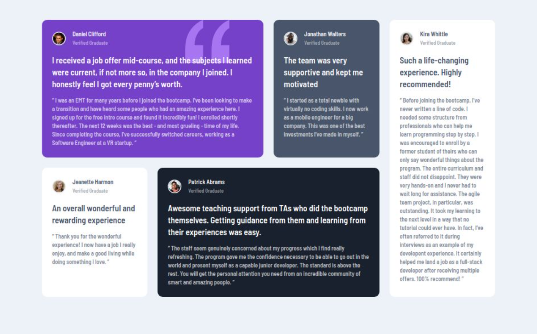 Daniel Clifford
Verified Graduate
I received a job offer mid-course, and the subjects I learned
were current, if not more so, in the company I joined. I
honestly feel I got every penny's worth.
" I was an EMT for many years before I joined the bootcamp. I've been looking to make
a transition and have heard some people who had an amazing experience here. I
signed up for the free intro course and found it incredibly fun! I enrolled shortly
thereafter. The next 12 weeks was the best - and most grueling - time of my life.
Since completing the course, I've successfully switched careers, working as a
Software Engineer at a VR startup. "
Jonathan Walters
Verified Graduate
The team was very
supportive and kept me
motivated
" I started as a total newbie with
virtually no coding skills. I now work
as a mobile engineer for a big
company. This was one of the best
investments I've made in myself. "
Kira Whittle
Verified Graduate
Such a life-changing
experience. Highly
recommended!
" Before joining the bootcamp, I've
never written a line of code. I
needed some structure from
professionals who can help me
learn programming step by step. I
was encouraged to enroll by a
former student of theirs who can
only say wonderful things about the
program. The entire curriculum and
staff did not disappoint. They were
very hands-on and I never had to
wait long for assistance. The agile
team project, in particular, was
outstanding. It took my learning to
the next level in a way that no
tutorial could ever have. In fact, I've
often referred to it during
interviews as an example of my
development experience. It certainly
helped me land a job as a full-stack
developer after receiving multiple
offers. 100% recommend! "
Jeanette Harmon
Verified Graduate
An overall wonderful and
rewarding experience
" Thank you for the wonderful
experience! I now have a job I really
enjoy, and make a good living while
doing something I love. "
Patrick Abrams
Verified Graduate
Awesome teaching support from TAs who did the bootcamp
themselves. Getting guidance from them and learning from
their experiences was easy.
" The staff seem genuinely concerned about my progress which I find really
refreshing. The program gave me the confidence necessary to be able to go out in the
world and present myself as a capable junior developer. The standard is above the
rest. You will get the personal attention you need from an incredible community of
smart and amazing people. "